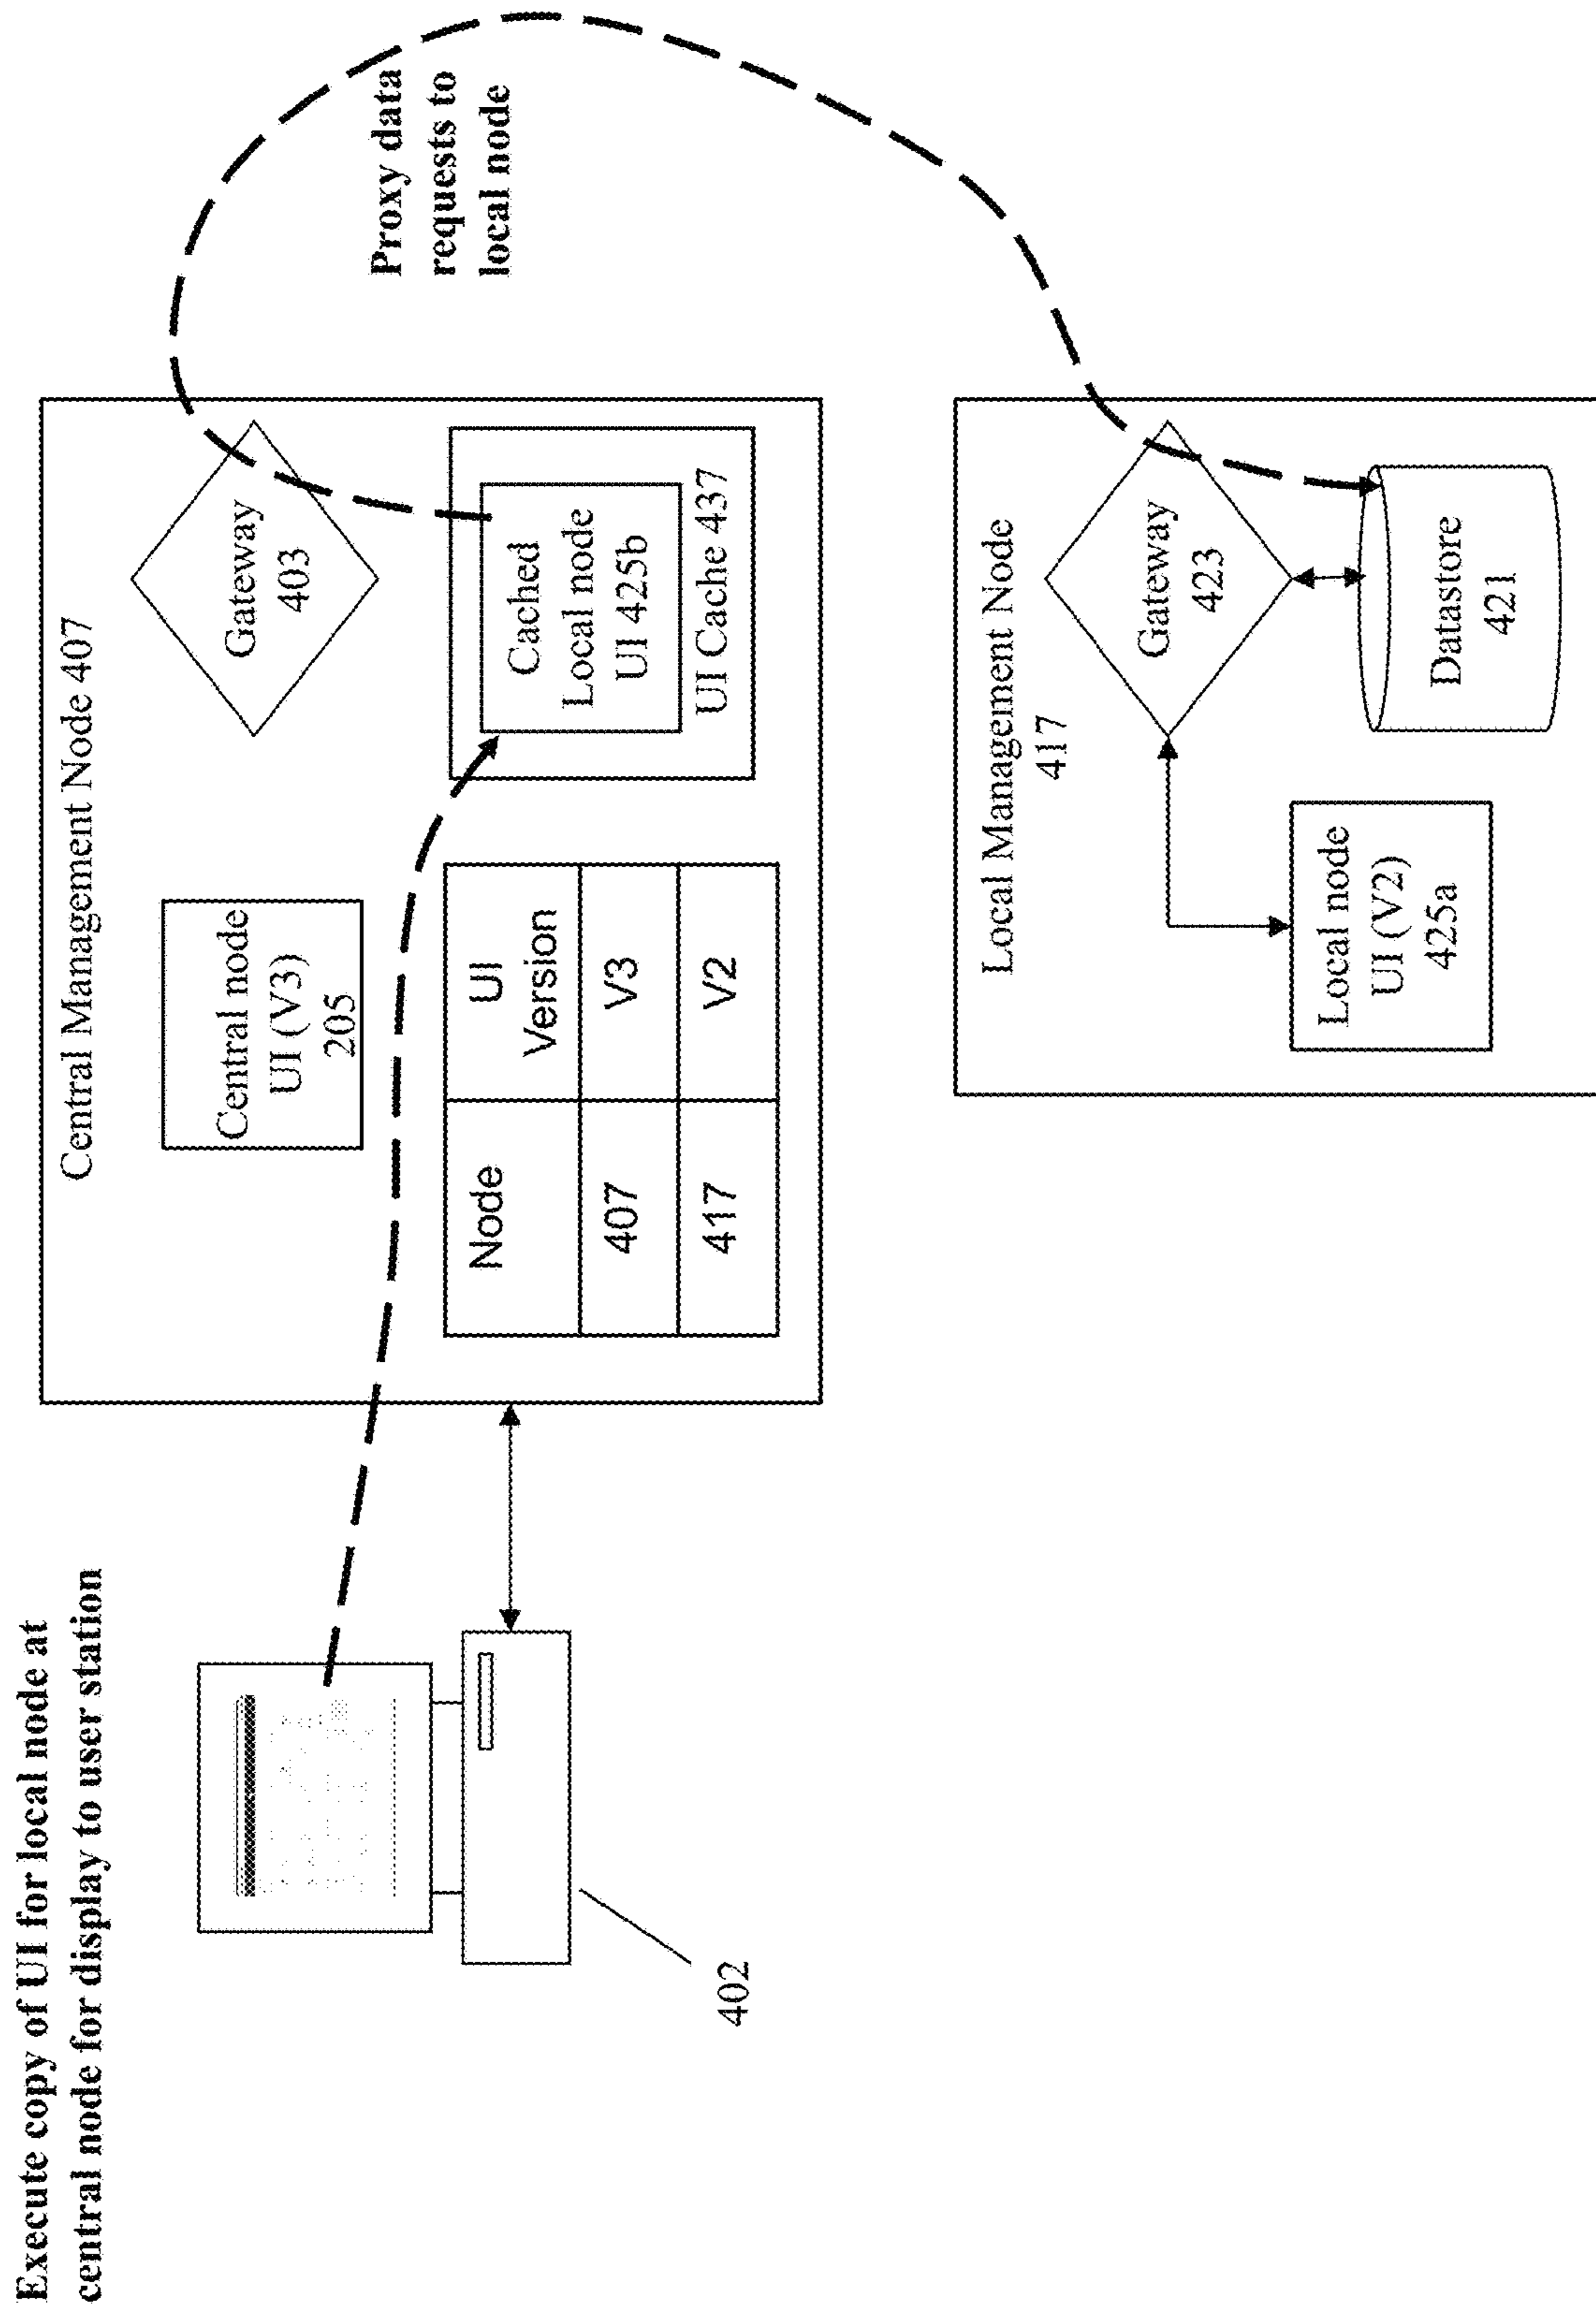 Execute copy of UI for local node at
central node for display to user station
402
Central Management Node 407
Central node
UI (V3)
205
Gateway
403
Node
UI
Version
407
V3
417
V2
Cached
Local node
UI 425b
UI Cache 437
Proxy data
requests to
local node
Local Management Node
417
Gateway
423
Local node
UI (V2)
425a
Datastore
421